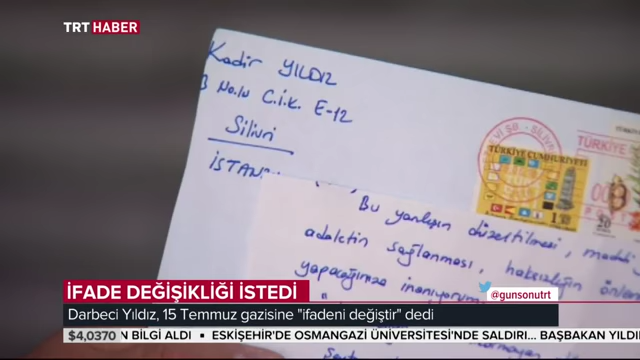 TRT HABER
Kadir YILDIZ
No.lu C.i.K. E-12
Silivri
TÜRKİYE
TÜRKİYE CUMHURİYETİ
Bu yanlışın düzeltilmesi,
adaletin sağlanması, haksızlığın
yapacağınıza inanıyorum
İFADE DEĞİŞİKLİĞİ İSTEDİ
@gunsonutrt
Darbeci Yıldız, 15 Temmuz gazisine "ifadeni değiştir" dedi
$4,0370 N BİLGİ ALDI - ESKİŞEHİR'DE OSMANGAZİ ÜNİVERSİTESİ'NDE SALDIRI... BAŞBAKAN YILDI